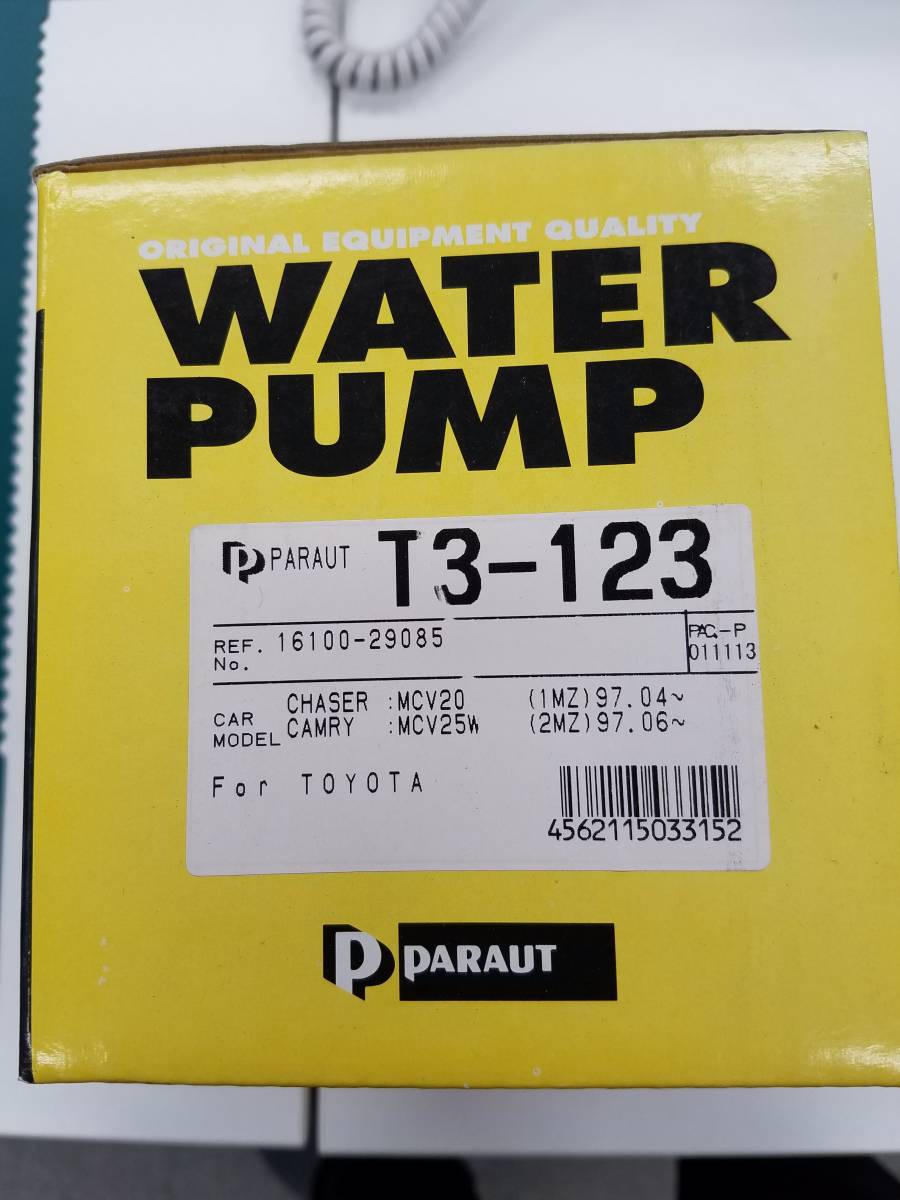 ORIGINAL EQUIPMENT QUALITY
WATER
PUMP
PARAUT T3-123
REF. No. 16100-29085
PAC.-P
011113
CAR MODEL
CHASER :MCV20 (1MZ)97.04~
CAMRY :MCV25W (2MZ)97.06~
For TOYOTA
4562115033152
PARAUT